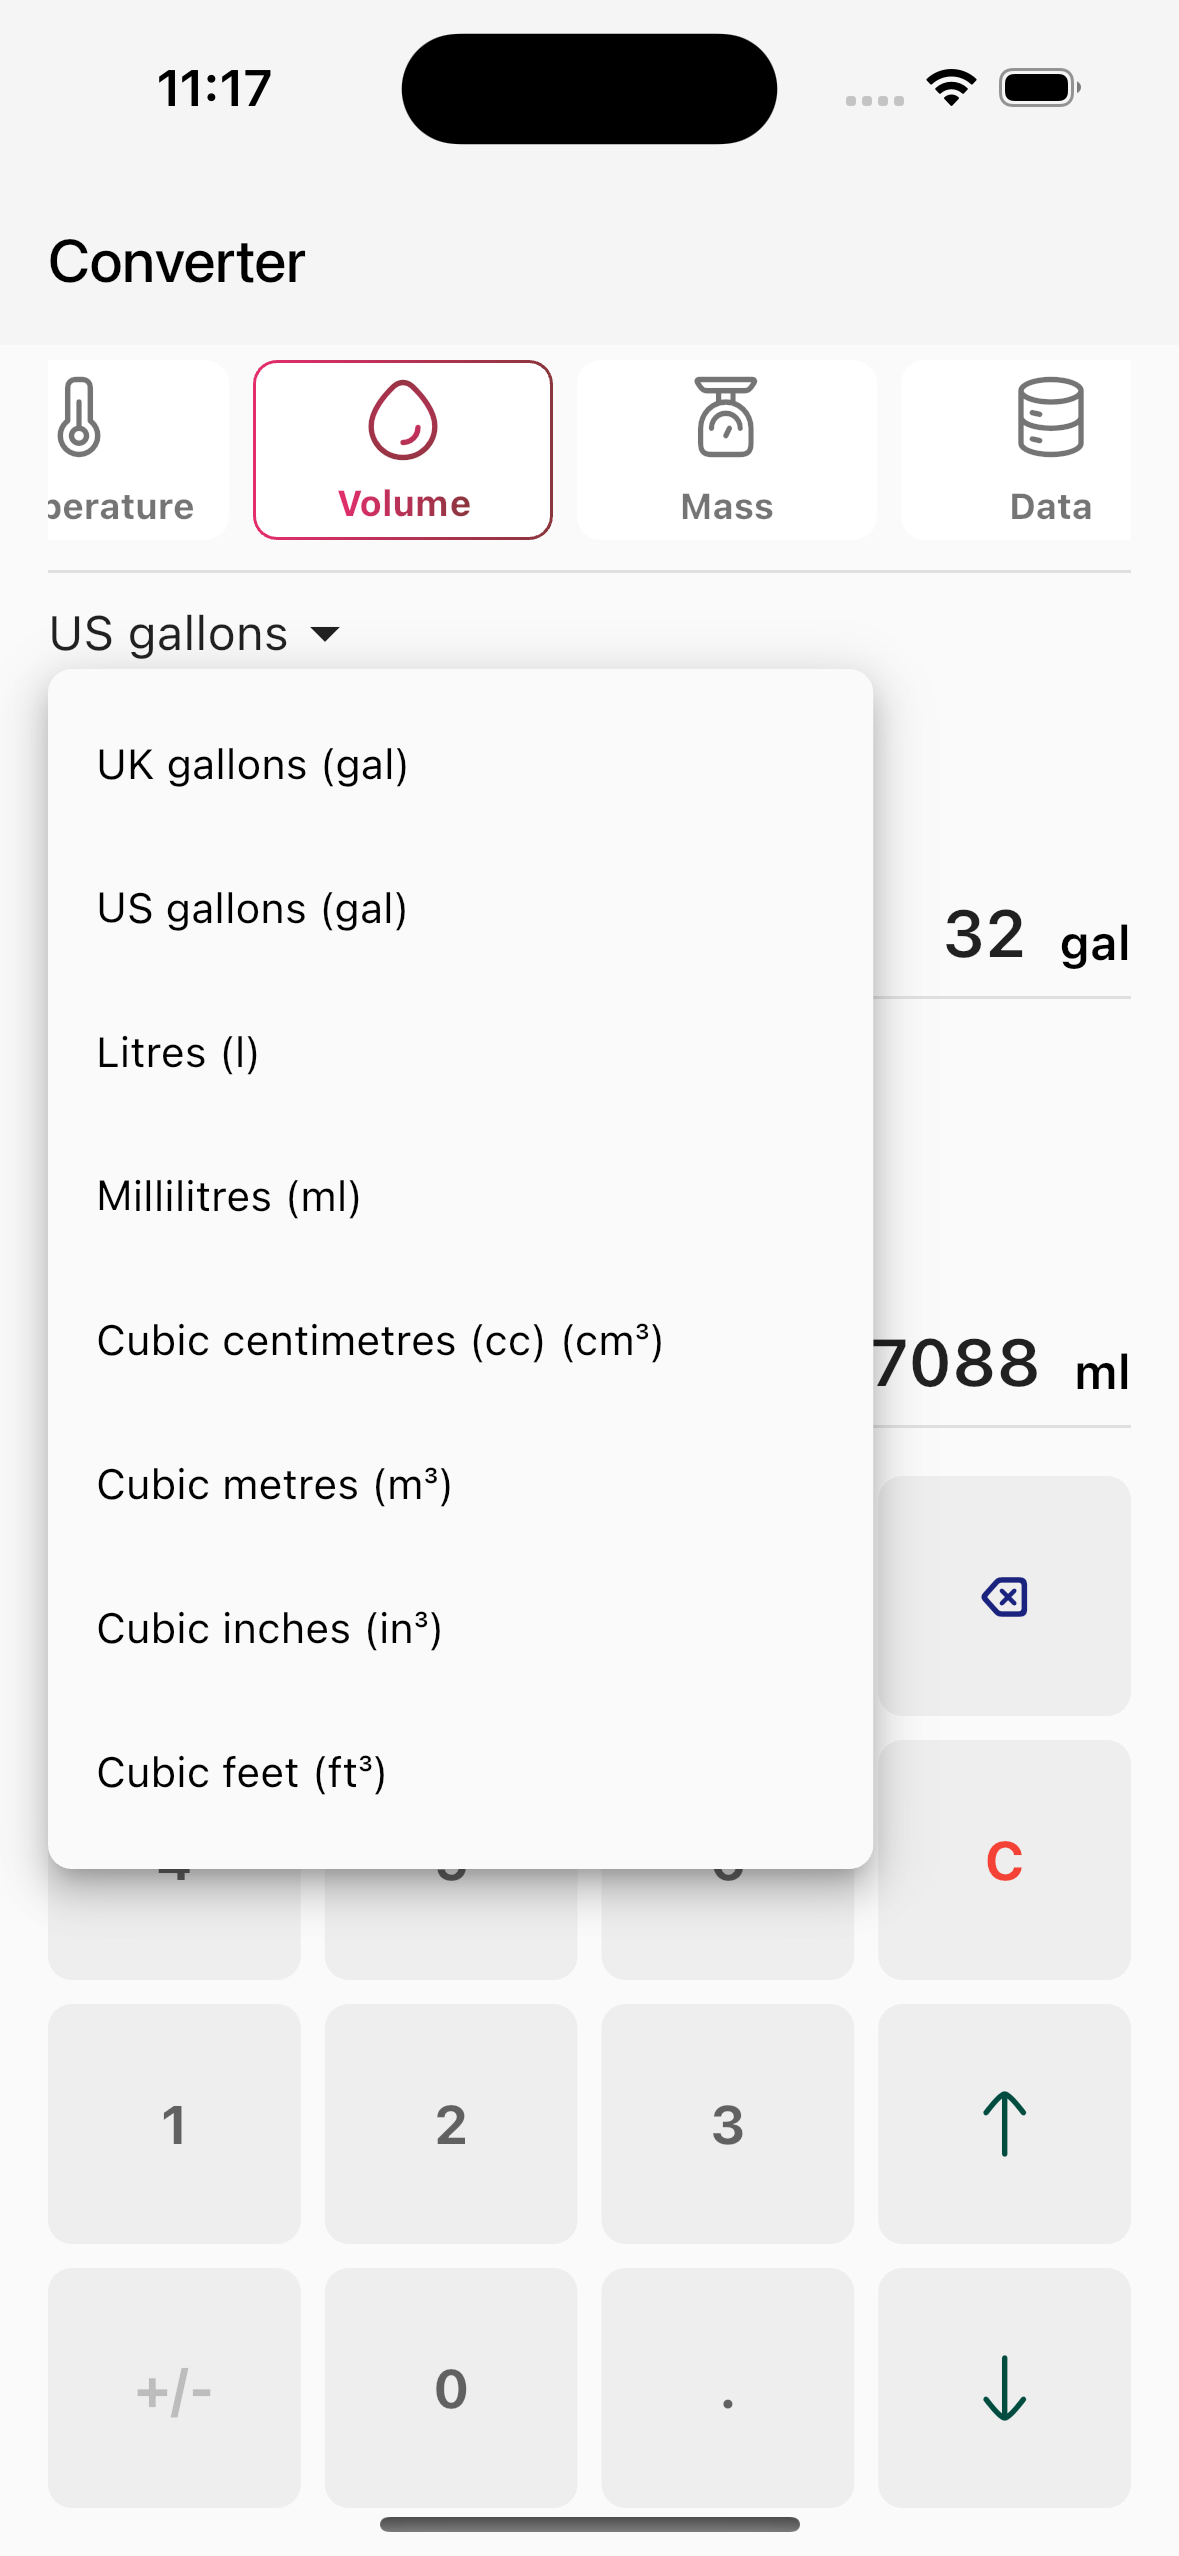 11:17
Converter
perature
Volume
Mass
Data
US gallons
UK gallons (gal)
US gallons (gal)
32 gal
Litres (l)
Millilitres (ml)
Cubic centimetres (cc) (cm³)
7088 ml
Cubic metres (m³)
Cubic inches (in³)
Cubic feet (ft³)
C
1 2 3
+/- 0 .